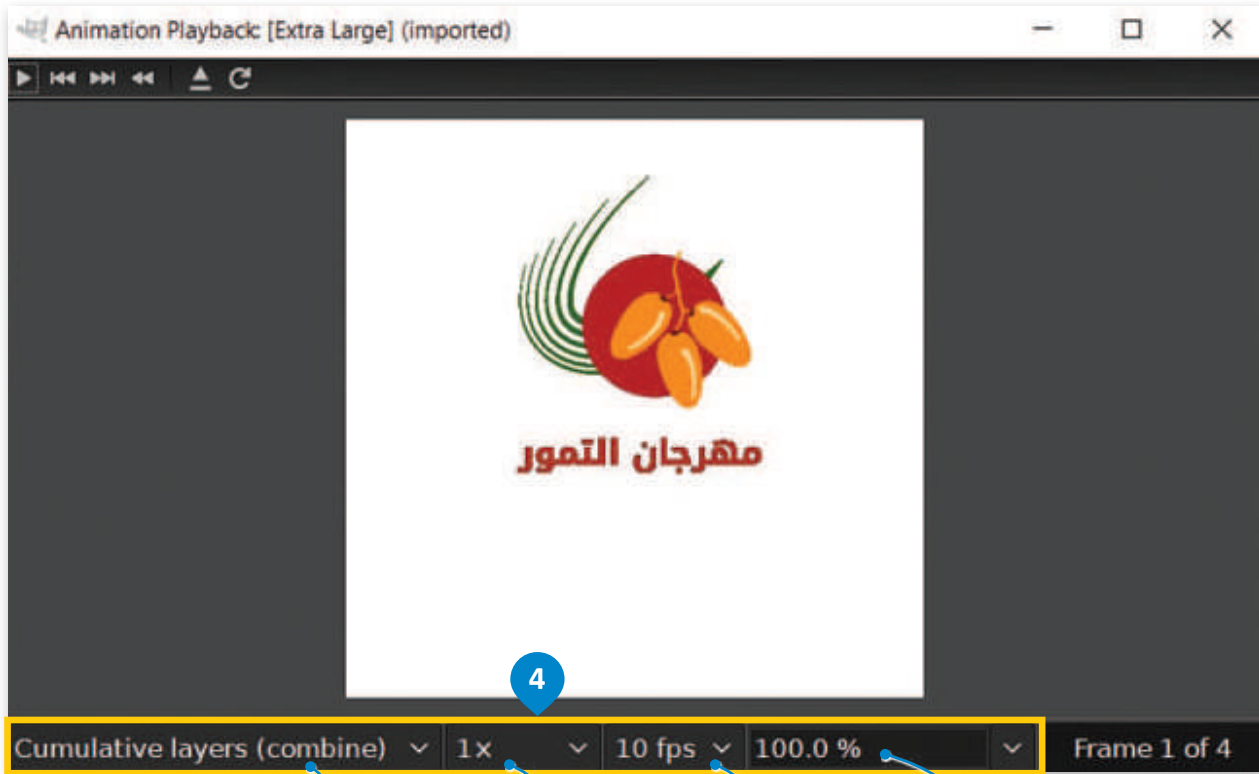 Animation Playback: [Extra Large] (imported)
مهرجان التمور
4
Cumulative layers (combine) 1x 10 fps 100.0 % Frame 1 of 4